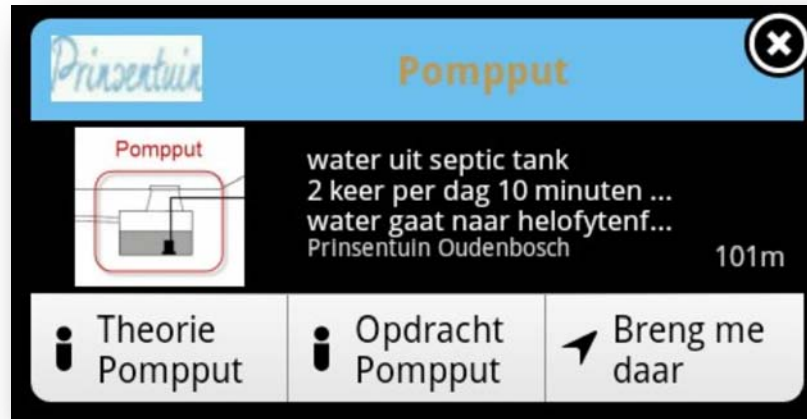 Prinsentuin
Pompput
Pompput
water uit septic tank
2 keer per dag 10 minuten ...
water gaat naar helofytenf...
Prinsentuin Oudenbosch
101m
Theorie
Pompput
Opdracht
Pompput
Breng me
daar